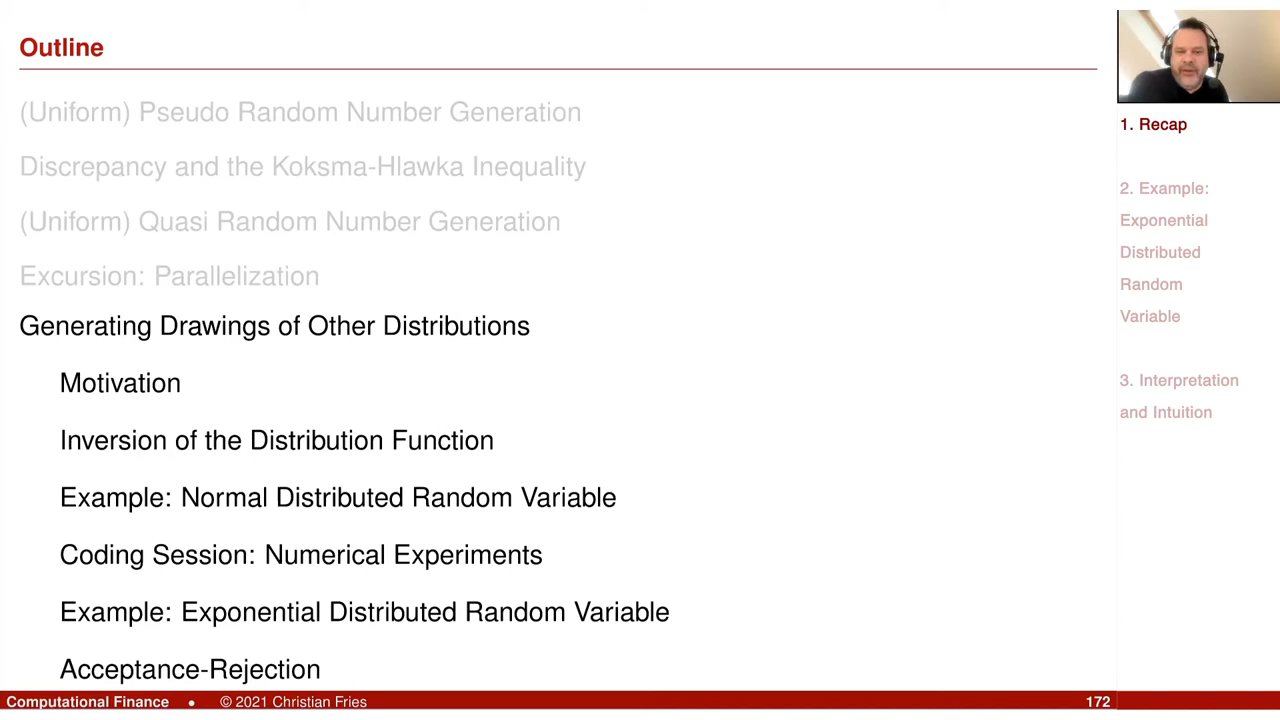 Outline
(Uniform) Pseudo Random Number Generation
Discrepancy and the Koksma-Hlawka Inequality
(Uniform) Quasi Random Number Generation
Excursion: Parallelization
Generating Drawings of Other Distributions
Motivation
Inversion of the Distribution Function
Example: Normal Distributed Random Variable
Coding Session: Numerical Experiments
Example: Exponential Distributed Random Variable
Acceptance-Rejection
1. Recap
2. Example:
Exponential
Distributed
Random
Variable
3. Interpretation
and Intuition
Computational Finance • © 2021 Christian Fries 172